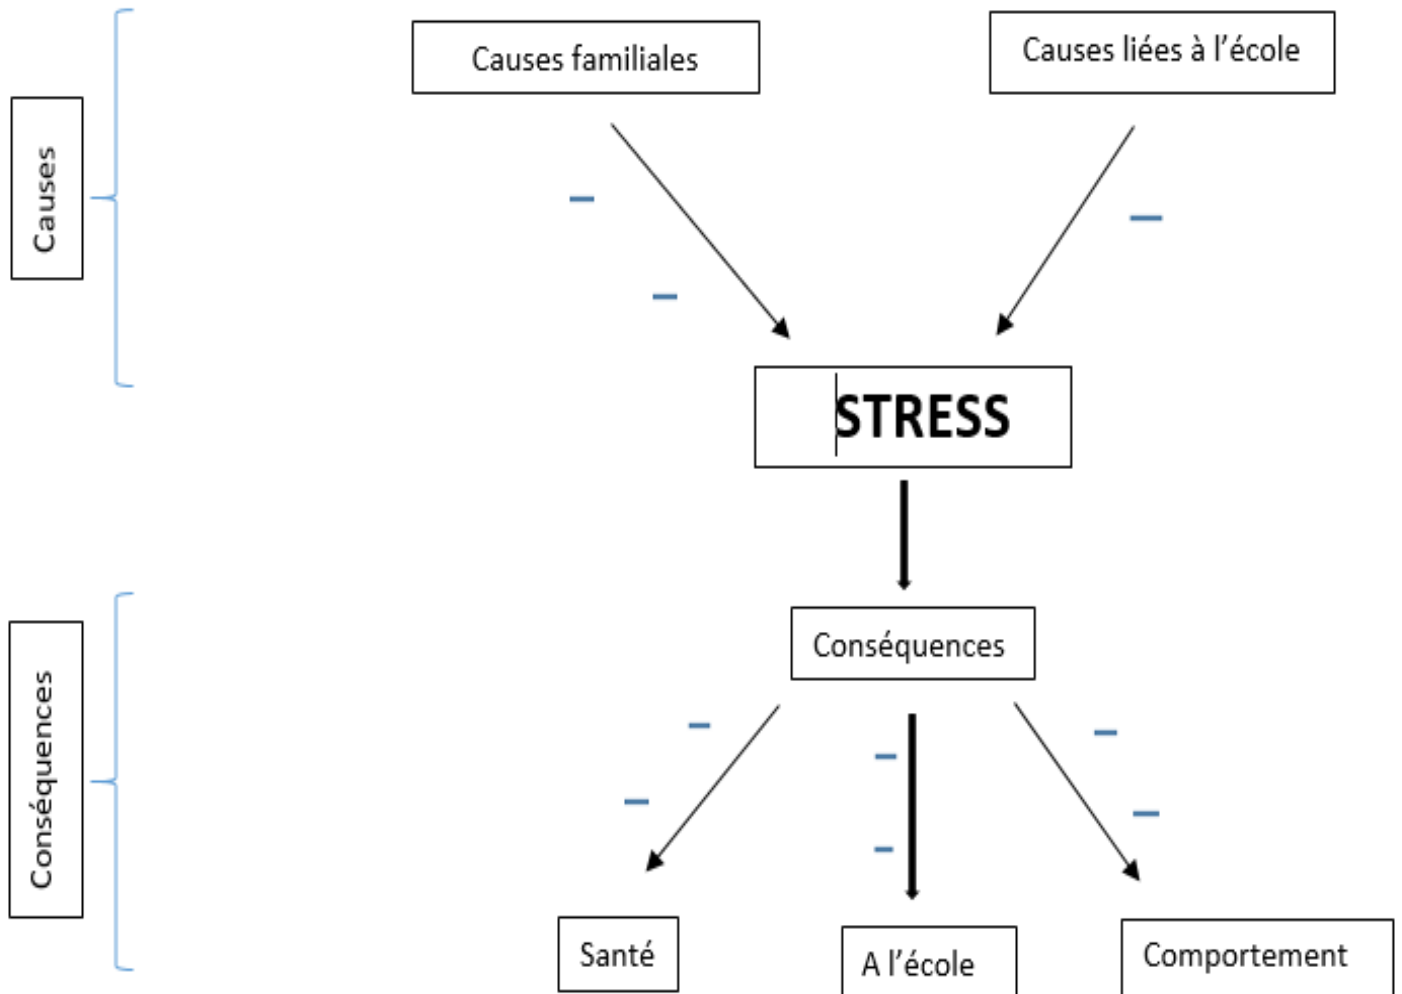 Causes familiales
Causes liées à l'école
Causes
STRESS
Conséquences
Conséquences
Santé
A l'école
Comportement